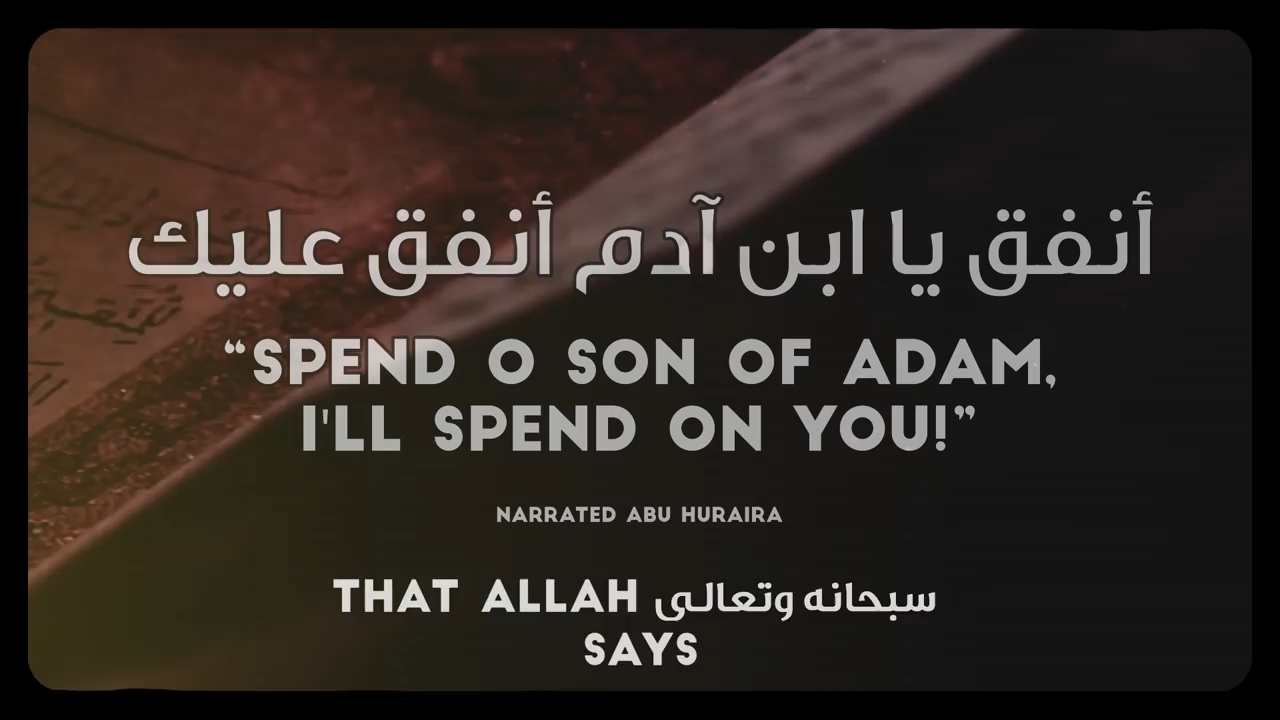 أنفق يا ابن آدم أنفق عليك
“SPEND O SON OF ADAM,
I'LL SPEND ON YOU!”
NARRATED ABU HURAIRA
THAT ALLAH سبحانه وتعالى
SAYS